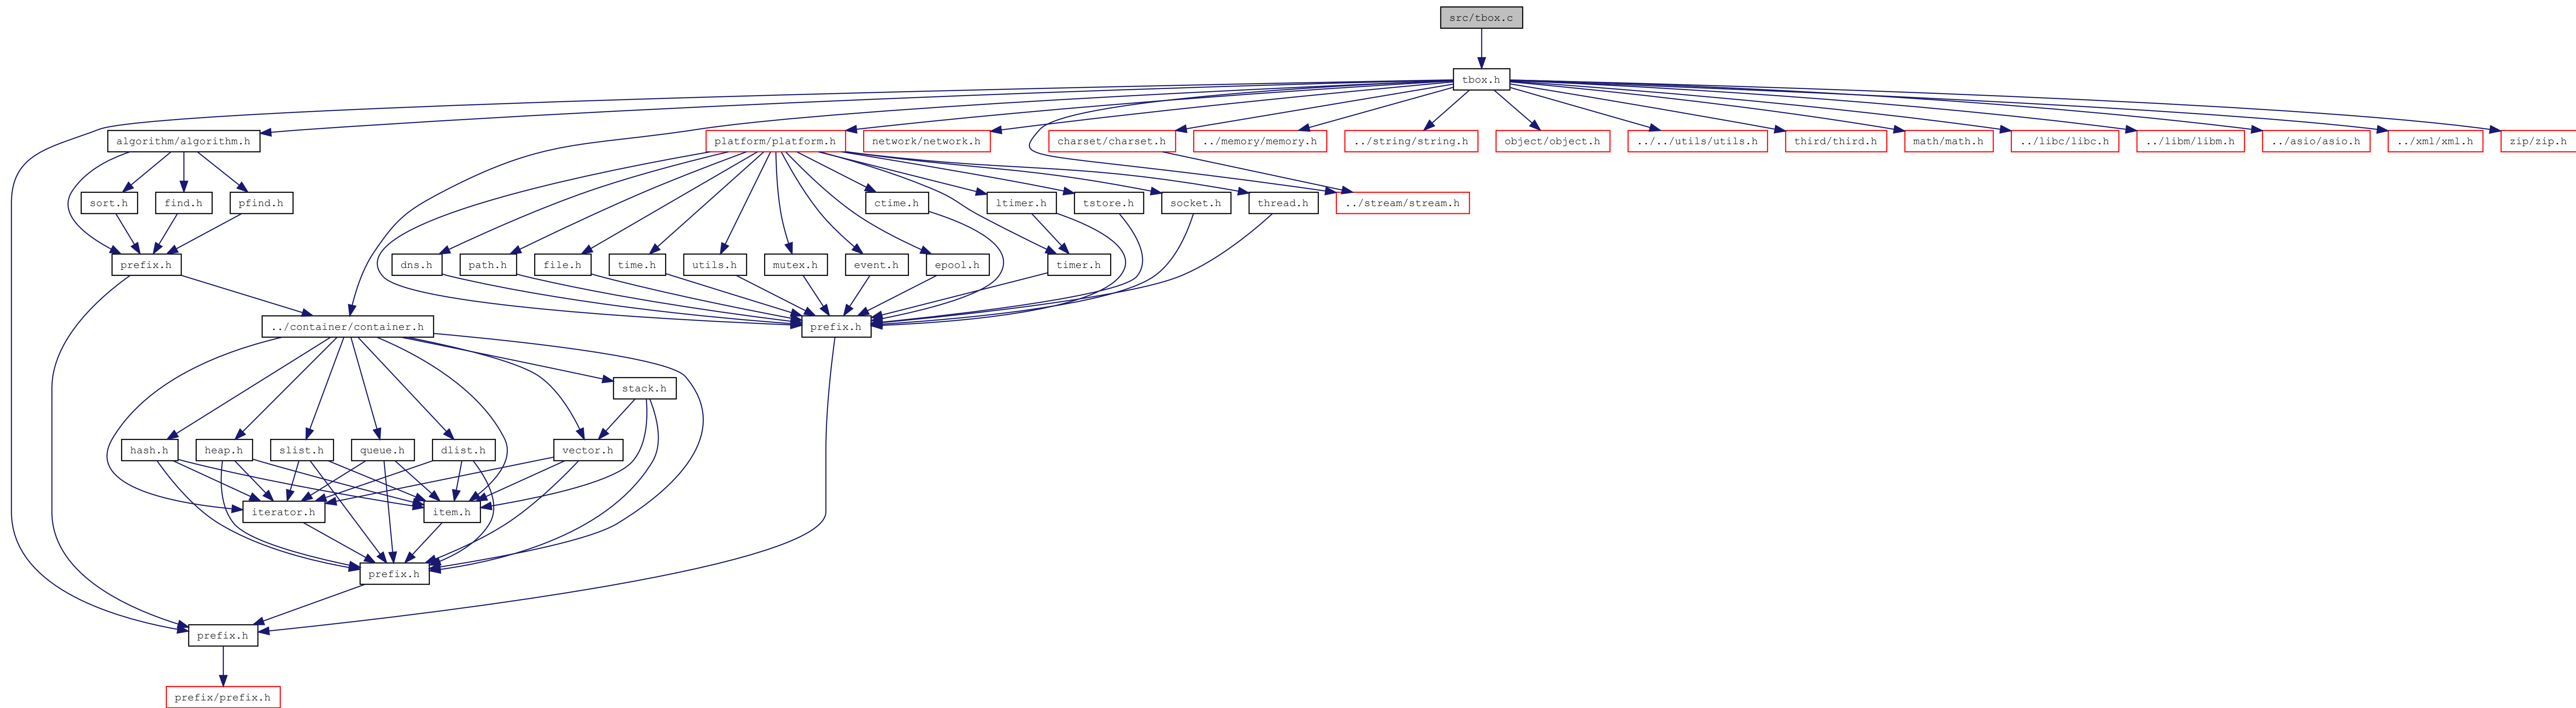 src/tbox.c
tbox.h
algorithm/algorithm.h
platform/platform.h
network/network.h
charset/charset.h
../memory/memory.h
../string/string.h
object/object.h
../../utils/utils.h
third/third.h
math/math.h
../libc/libc.h
../libm/libm.h
../asio/asio.h
../xml/xml.h
zip/zip.h
sort.h
find.h
pfind.h
ctime.h
ltimer.h
tstore.h
socket.h
thread.h
../stream/stream.h
prefix.h
dns.h
path.h
file.h
time.h
utils.h
mutex.h
event.h
epool.h
timer.h
../container/container.h
prefix.h
stack.h
hash.h
heap.h
slist.h
queue.h
dlist.h
vector.h
iterator.h
item.h
prefix.h
prefix.h
prefix/prefix.h